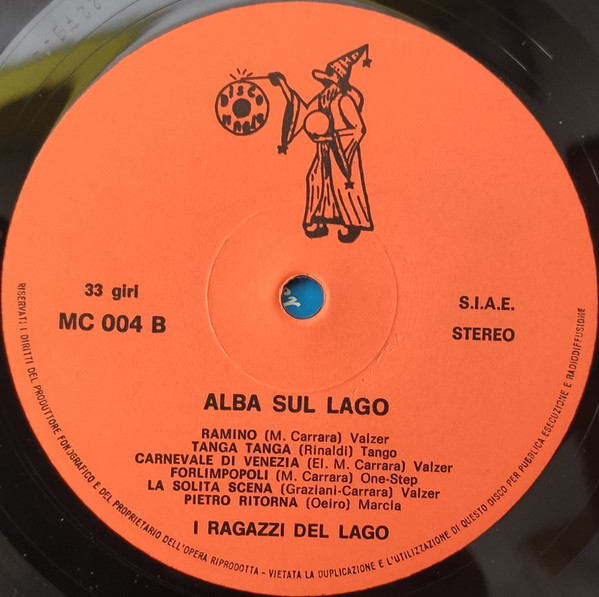 DISCO
MAGIC
33 giri
MC 004 B
S.I.A.E.
STEREO
ALBA SUL LAGO
RAMINO (M. Carrara) Valzer
TANGA TANGA (Rinaldi) Tango
CARNEVALE DI VENEZIA (El. M. Carrara) Valzer
FORLIMPOPOLI (M. Carrara) One-Step
LA SOLITA SCENA (Graziani-Carrara) Valzer
PIETRO RITORNA (Oeiro) Marcia
I RAGAZZI DEL LAGO
RISERVATI I DIRITTI DEL PRODUTTORE FONOGRAFICO E DEL PROPRIETARIO DELL'OPERA RIPRODOTTA - VIETATA LA DUPLICAZIONE E L'UTILIZZAZIONE DI QUESTO DISCO PER PUBBLICA ESECUZIONE E RADIODIFFUSIONE